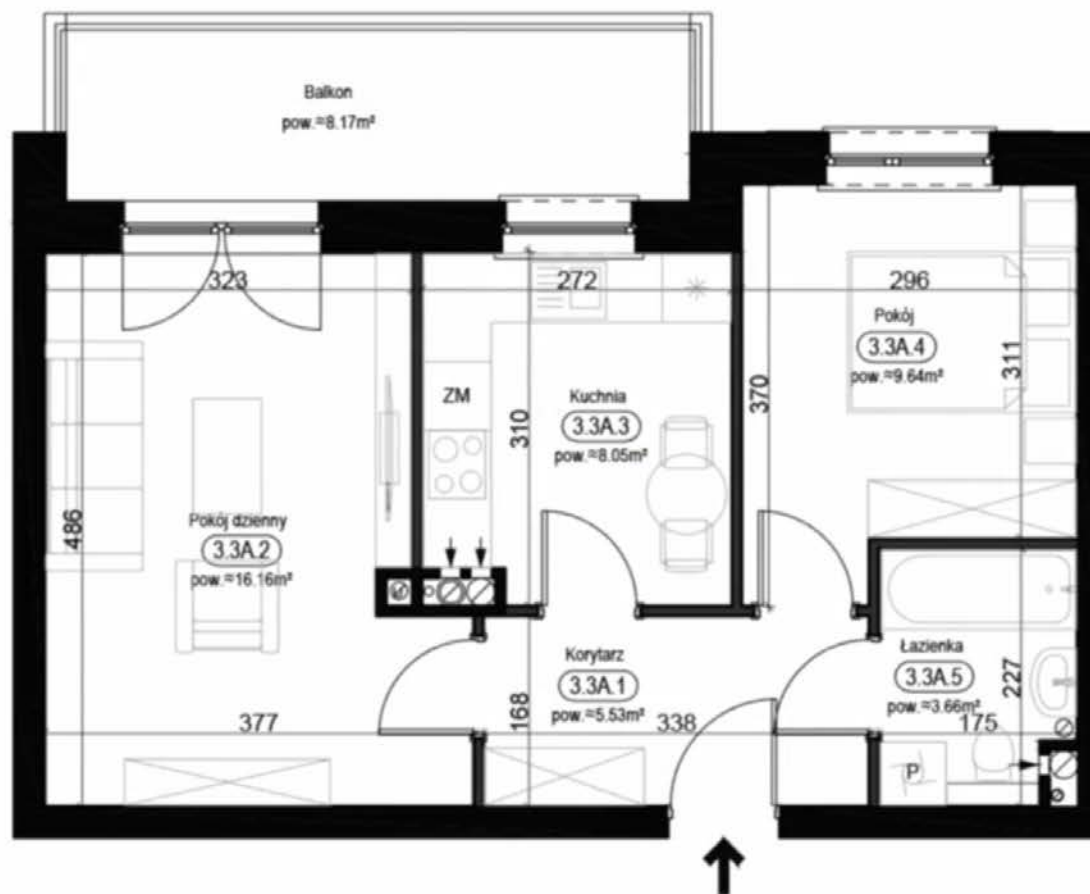 Balkon
pow.≈8.17m²
323
272
296
Pokój
3.3A.4
pow.≈9.64m²
311
370
ZM
Kuchnia
3.3A.3
pow.≈8.05m²
310
486
Pokój dzienny
3.3A.2
pow.≈16.16m²
Korytarz
3.3A.1
pow.≈5.53m²
168
Łazienka
3.3A.5
pow.≈3.66m²
227
377
338
175
P